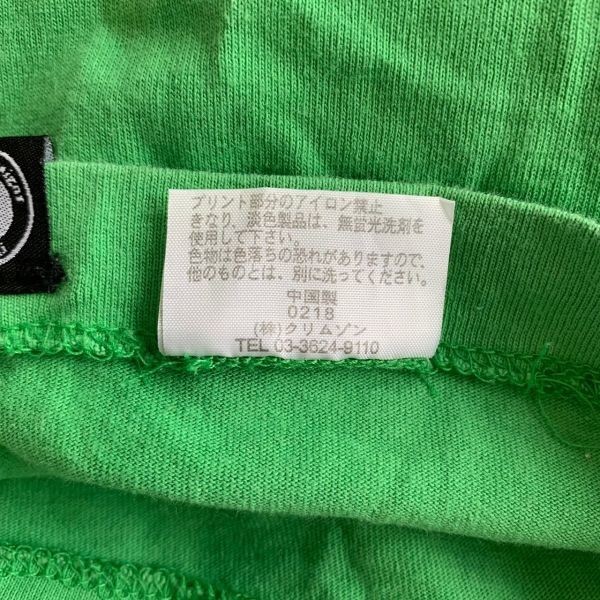 プリント部分のアイロン禁止
きなり、淡色製品は、無蛍光洗剤を
使用して下さい。
色物は色落ちの恐れがありますので、
他のものとは、別に洗ってください。
中国製
0218
(株)クリムゾン
TEL 03-3624-9110